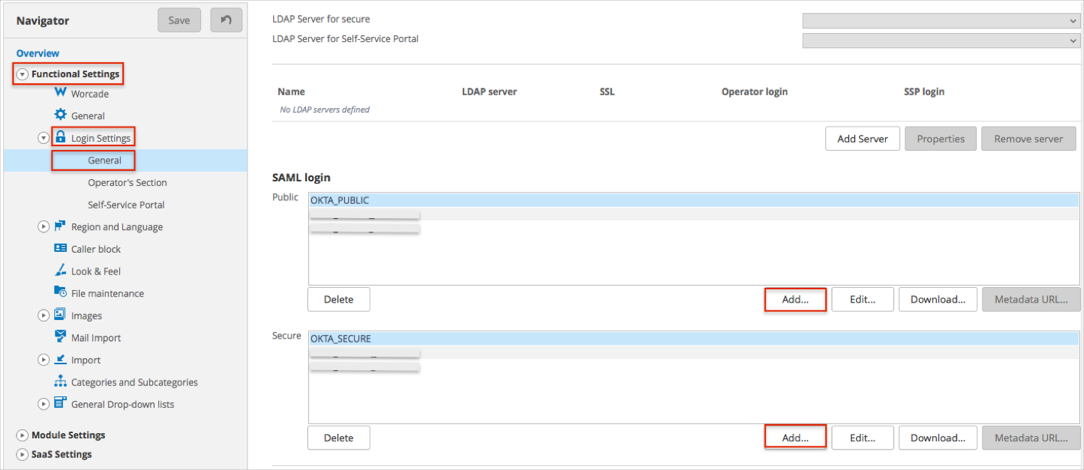 Navigator
Save
Overview
Functional Settings
Worcade
General
Login Settings
General
Operator's Section
Self-Service Portal
Region and Language
Caller block
Look & Feel
File maintenance
Images
Mail Import
Import
Categories and Subcategories
General Drop-down lists
Module Settings
SaaS Settings
LDAP Server for secure
LDAP Server for Self-Service Portal
Name LDAP server SSL Operator login SSP login
No LDAP servers defined
Add Server Properties Remove server
SAML login
Public
OKTA_PUBLIC
Delete Add... Edit... Download... Metadata URL...
Secure
OKTA_SECURE
Delete Add... Edit... Download... Metadata URL...